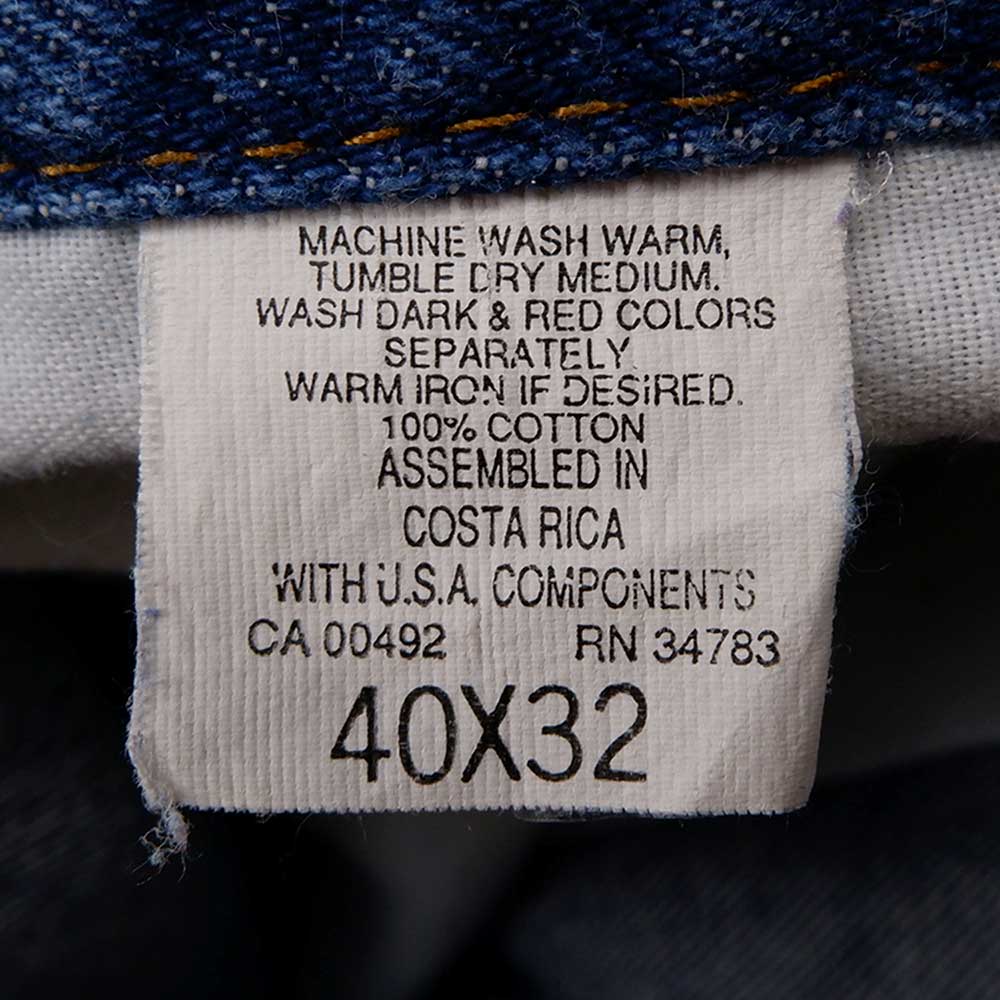 MACHINE WASH WARM,
TUMBLE DRY MEDIUM.
WASH DARK & RED COLORS
SEPARATELY.
WARM IRON IF DESIRED.
100% COTTON
ASSEMBLED IN
COSTA RICA
WITH U.S.A. COMPONENTS
CA 00492 RN 34783
40X32